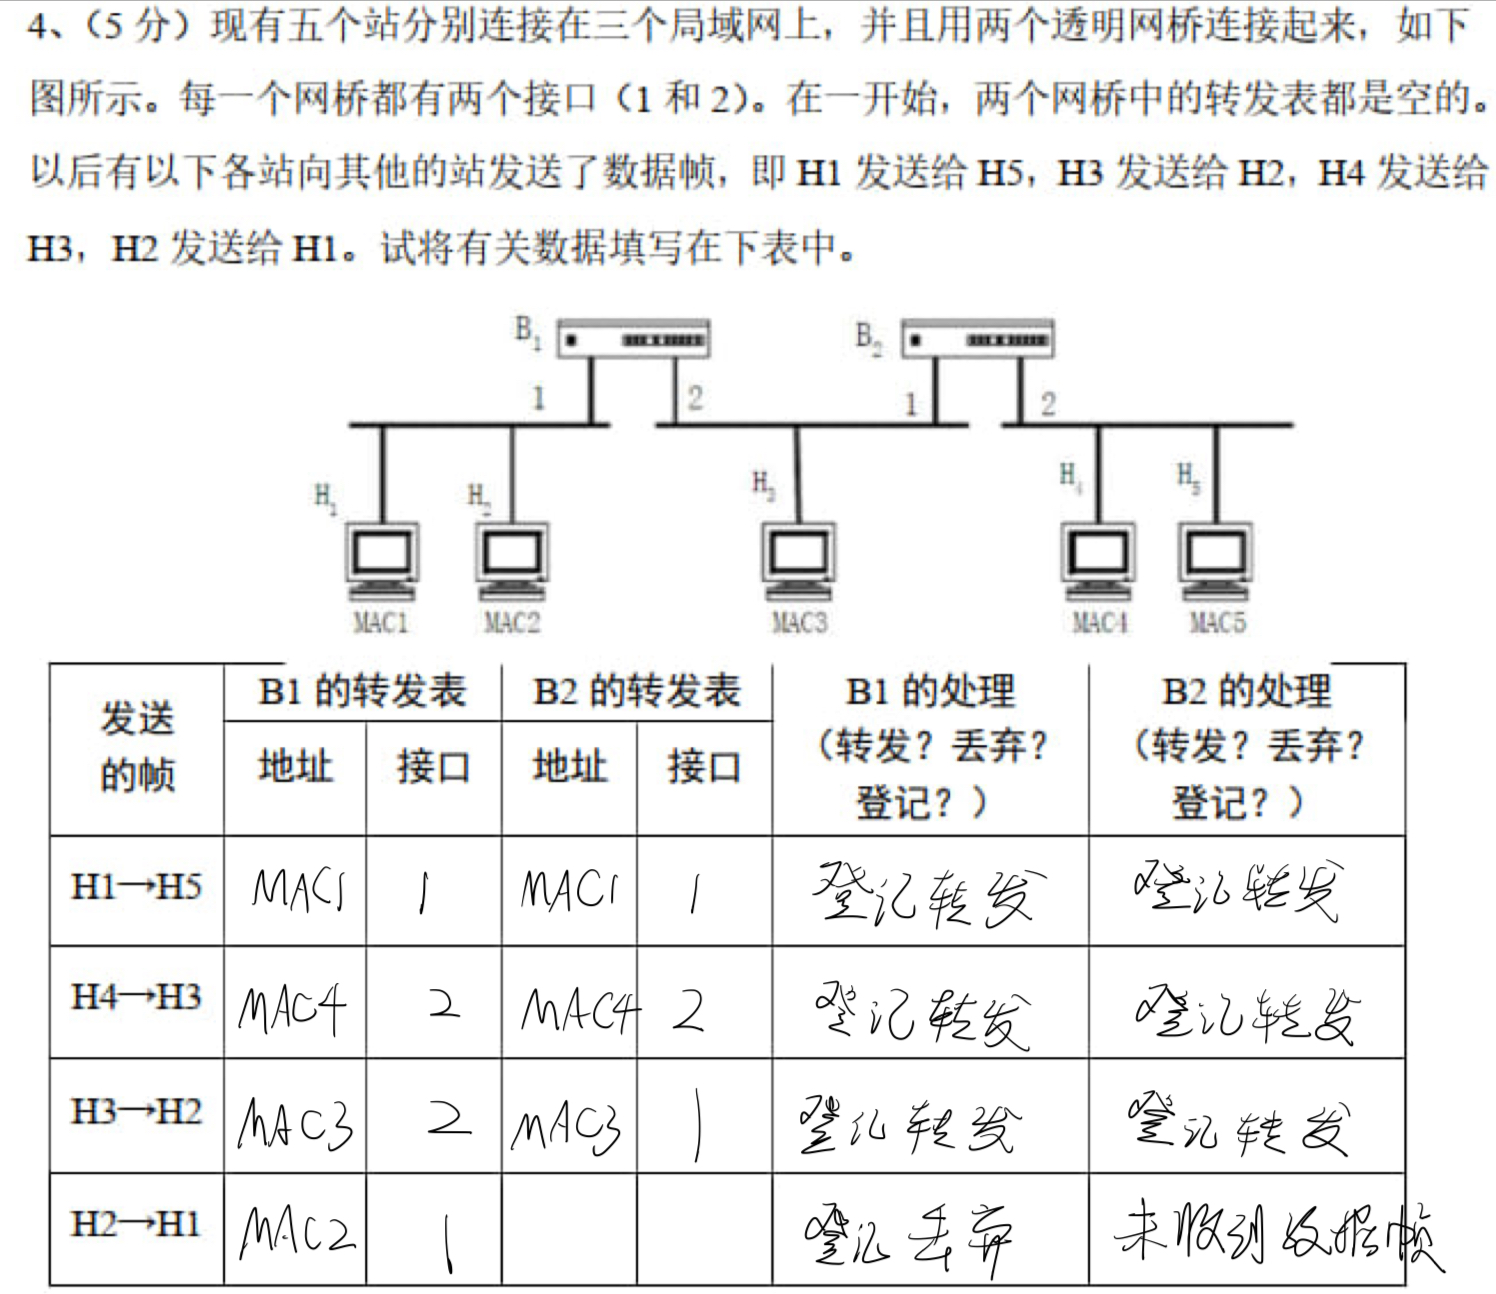 4、（5 分）现有五个站分别连接在三个局域网上，并且用两个透明网桥连接起来，如下
图所示。每一个网桥都有两个接口（1 和 2）。在一开始，两个网桥中的转发表都是空的。
以后有以下各站向其他的站发送了数据帧，即 H1 发送给 H5，H3 发送给 H2，H4 发送给
H3，H2 发送给 H1。试将有关数据填写在下表中。
B1 B2
1 2 1 2
H1 H2 H3 H4 H5
MAC1 MAC2 MAC3 MAC4 MAC5
发送的帧 B1 的转发表 B2 的转发表 B1 的处理（转发？丢弃？登记？） B2 的处理（转发？丢弃？登记？）
地址 接口 地址 接口
H1→H5 MAC1 1 MAC1 1 登记转发 登记转发
H4→H3 MAC4 2 MAC4 2 登记转发 登记转发
H3→H2 MAC3 2 MAC3 1 登记转发 登记转发
H2→H1 MAC2 1 登记丢弃 未收到数据帧